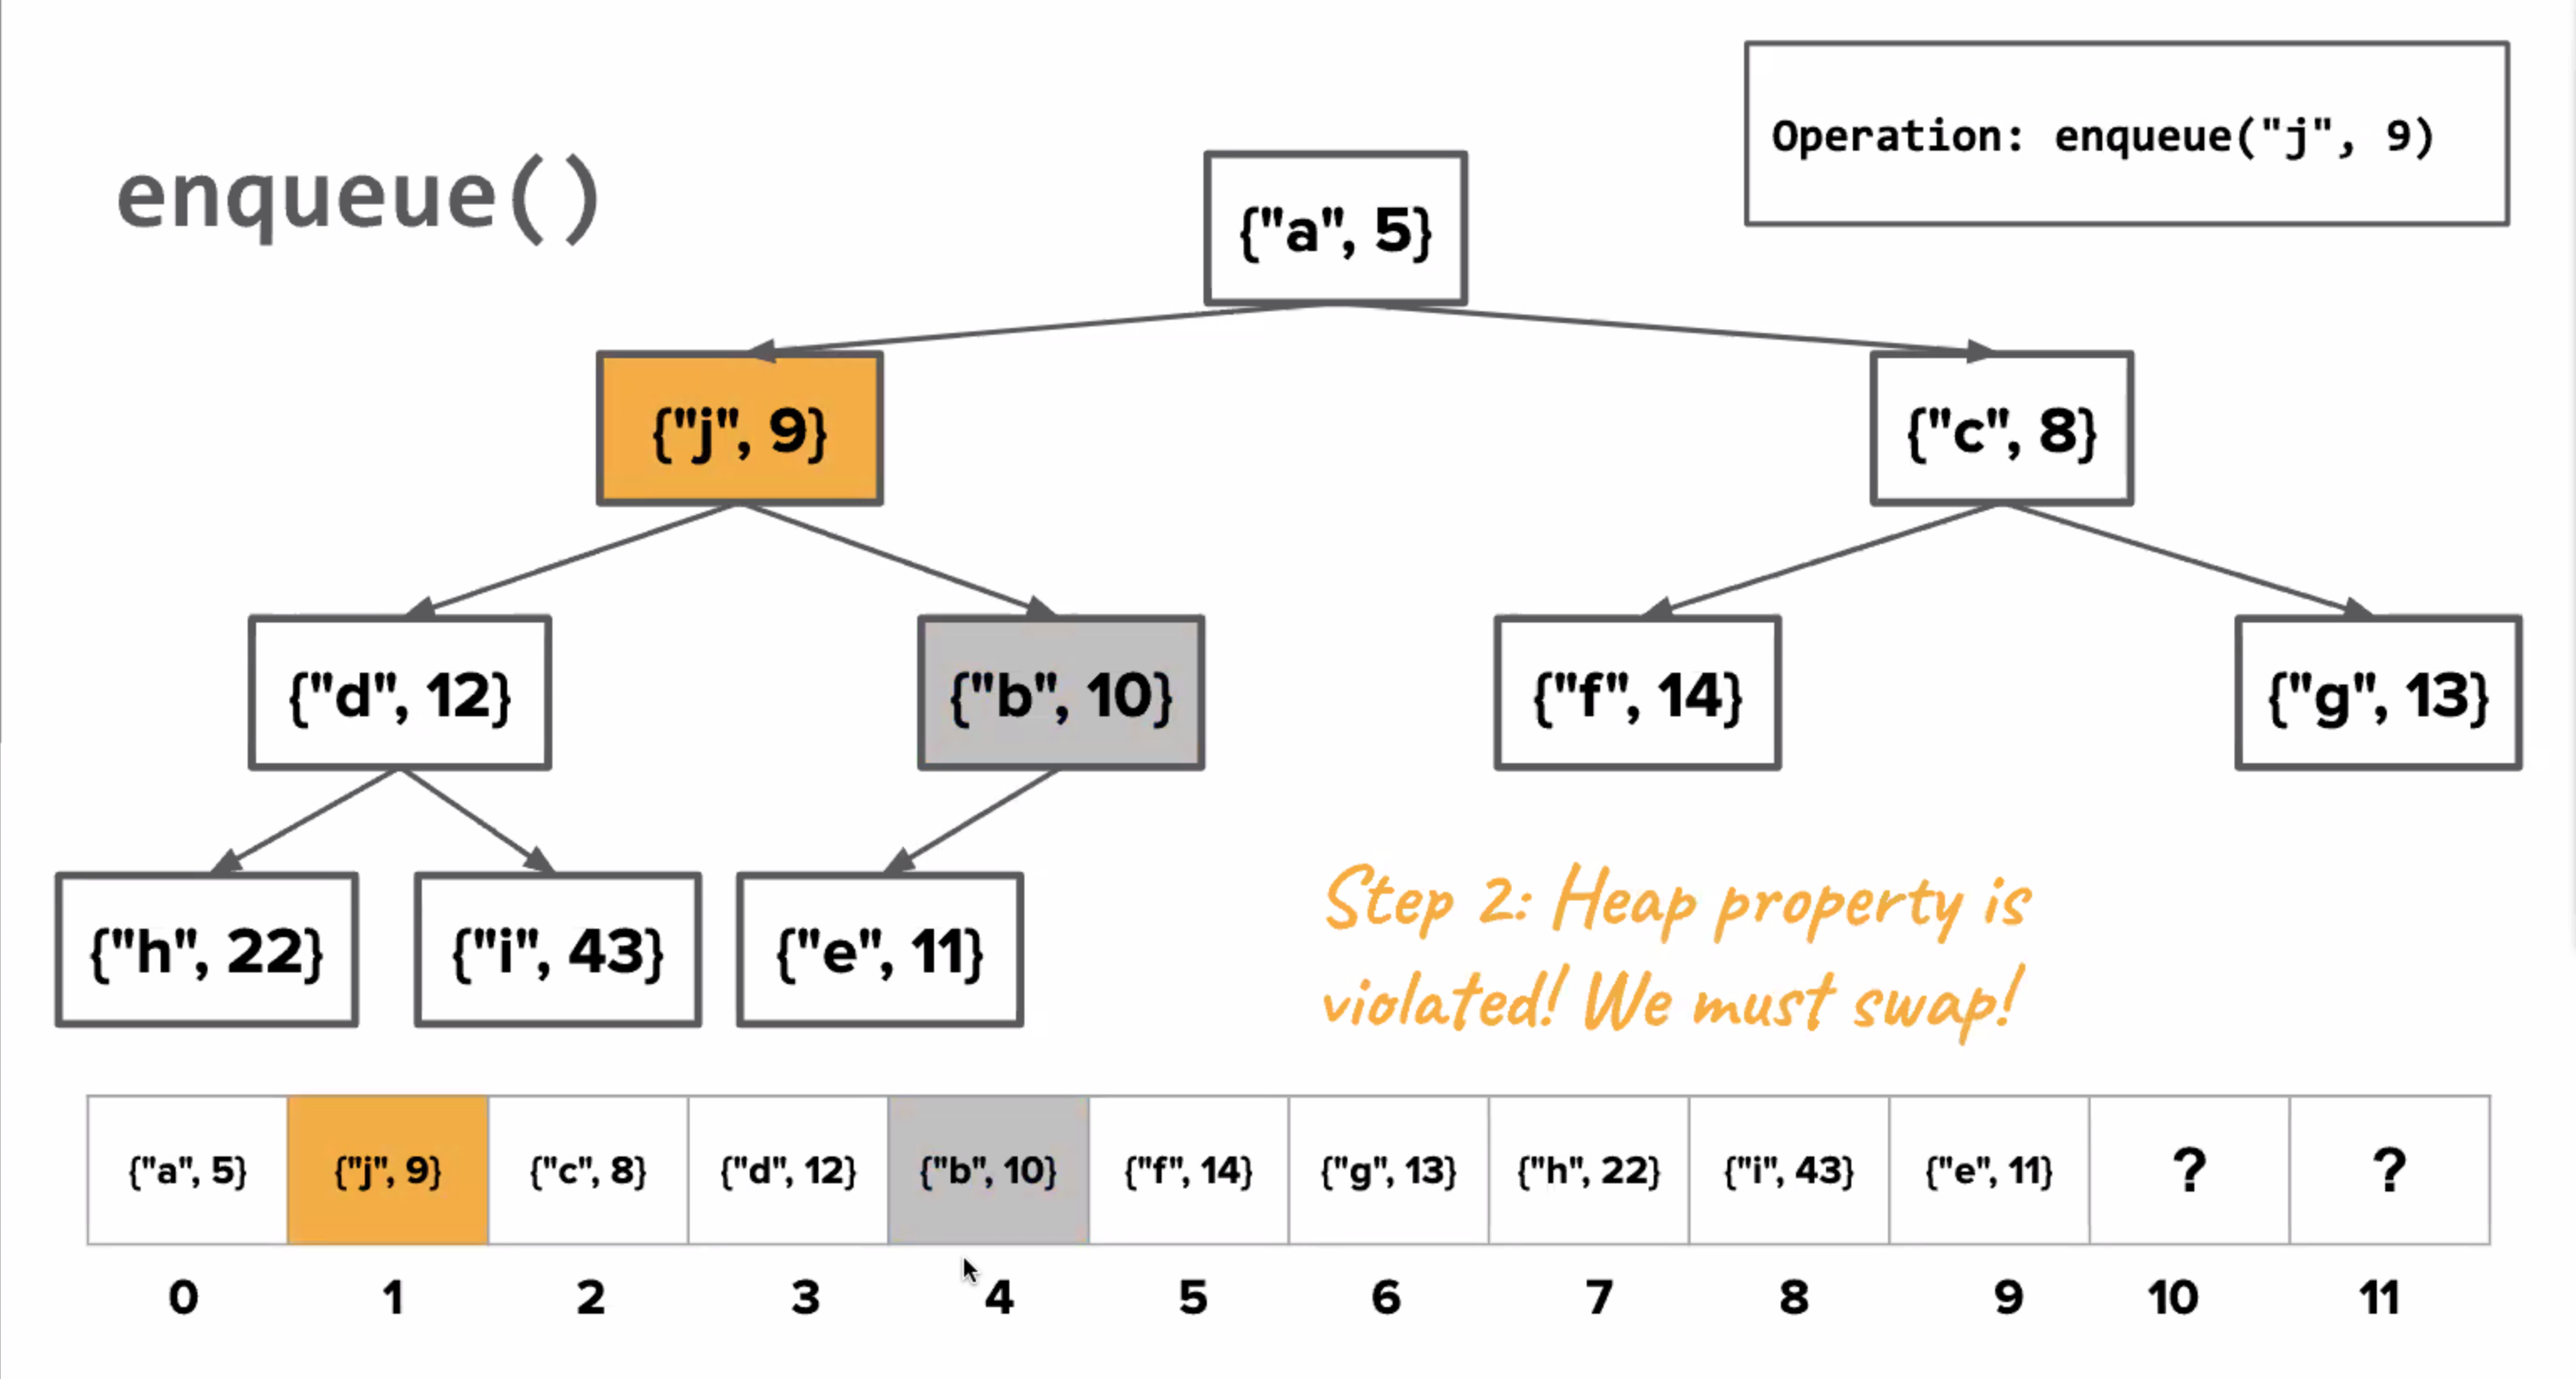 Operation: enqueue("j", 9)
enqueue()
{"a", 5}
{"j", 9}
{"c", 8}
{"d", 12}
{"b", 10}
{"f", 14}
{"g", 13}
{"h", 22}
{"i", 43}
{"e", 11}
Step 2: Heap property is
violated! We must swap!
{"a", 5} {"j", 9} {"c", 8} {"d", 12} {"b", 10} {"f", 14} {"g", 13} {"h", 22} {"i", 43} {"e", 11} ? ?
0 1 2 3 4 5 6 7 8 9 10 11